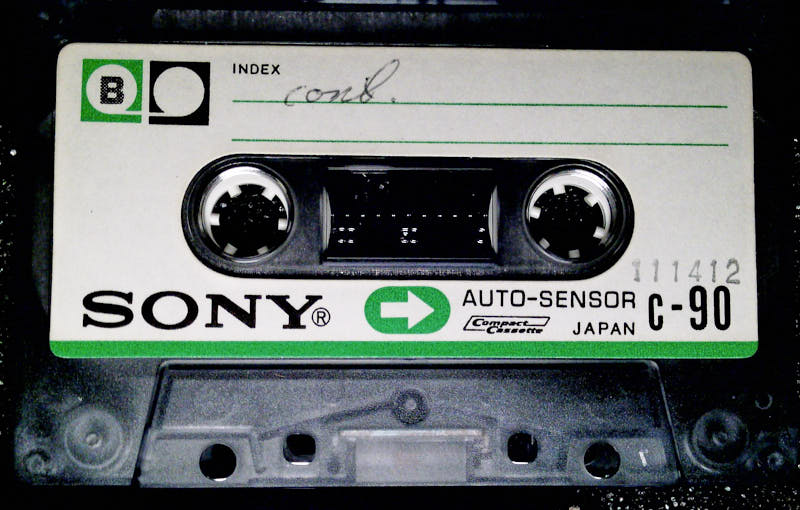 B
INDEX
cont.
111412
SONY®
AUTO-SENSOR
C-90
Compact
Cassette
JAPAN